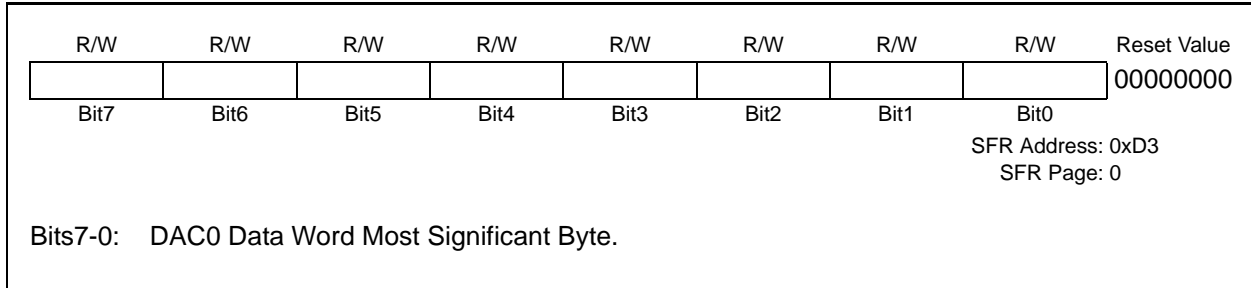 R/W R/W R/W R/W R/W R/W R/W R/W Reset Value
00000000
Bit7 Bit6 Bit5 Bit4 Bit3 Bit2 Bit1 Bit0
SFR Address: 0xD3
SFR Page: 0
Bits7-0: DAC0 Data Word Most Significant Byte.